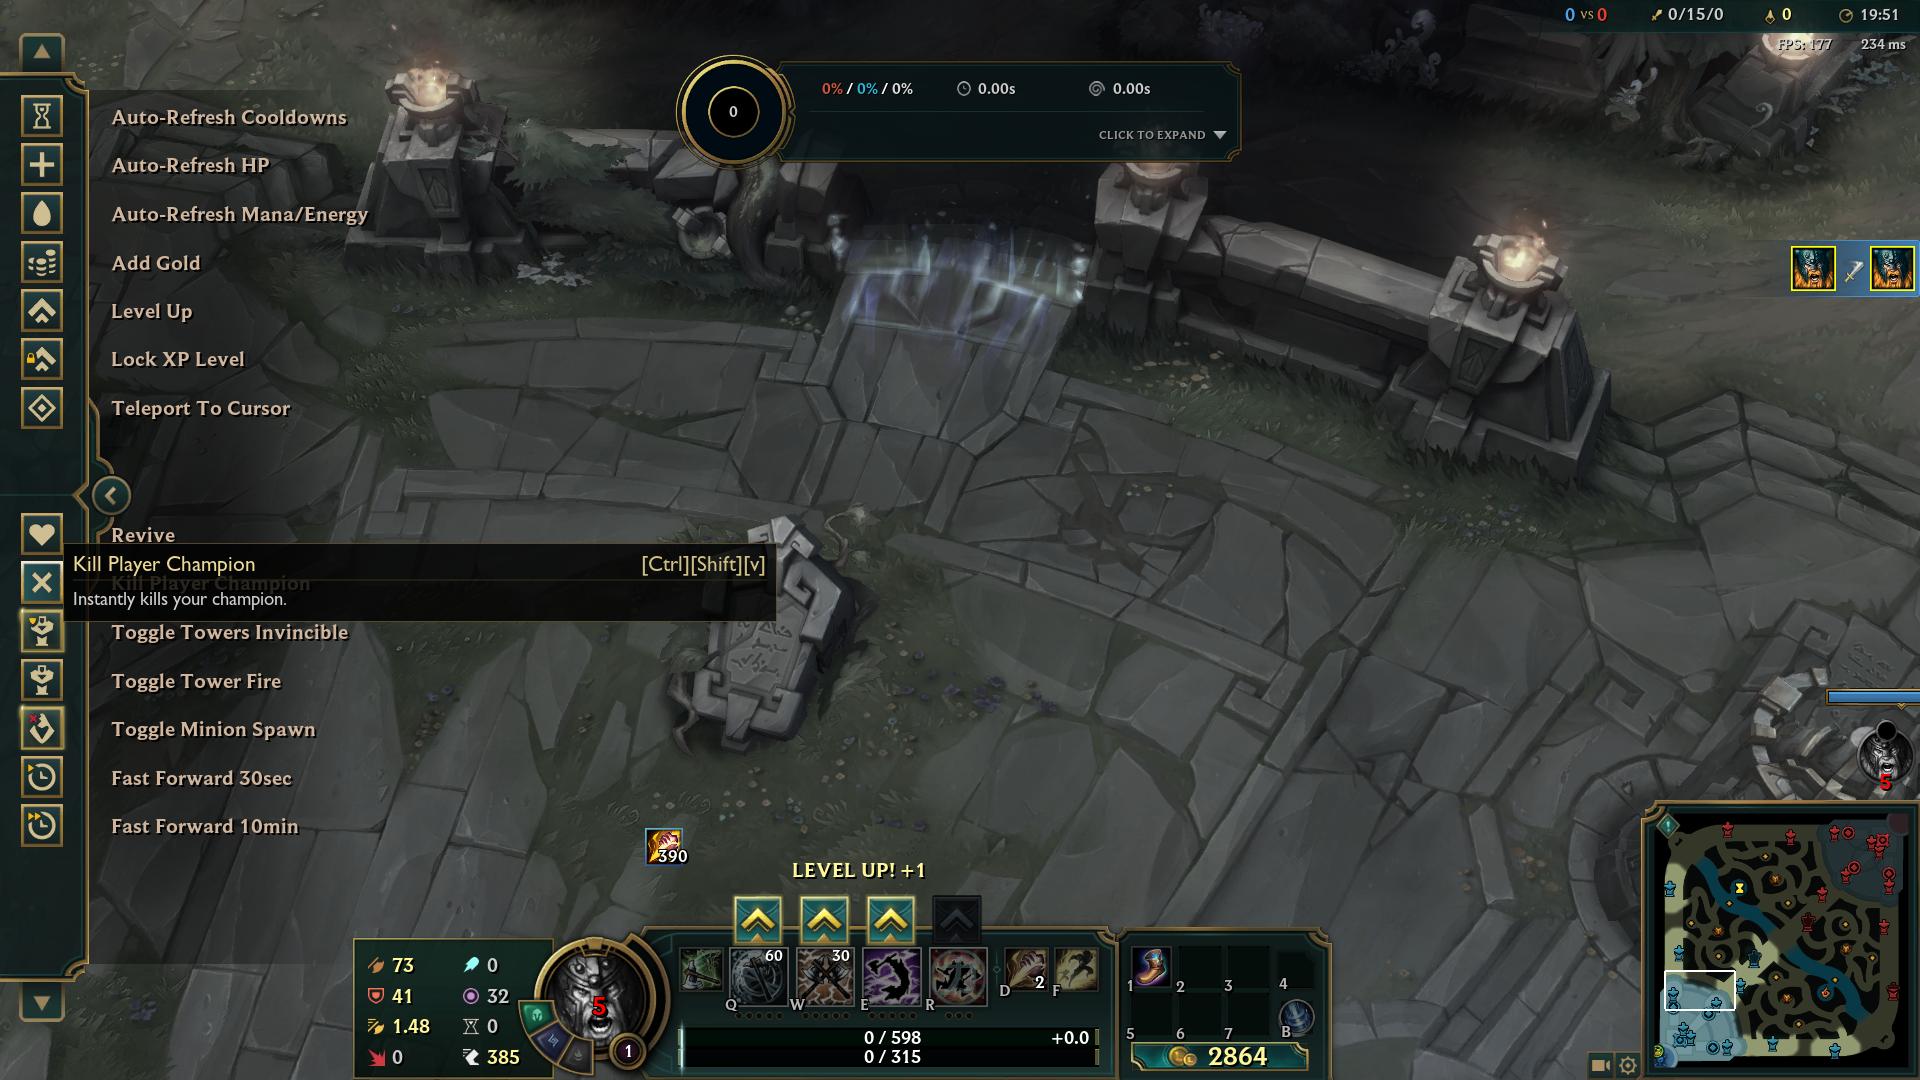 0 vs 0
0/15/0
0
19:51
FPS: 177
234 ms
0
0% / 0% / 0%
0.00s
0.00s
CLICK TO EXPAND
Auto-Refresh Cooldowns
Auto-Refresh HP
Auto-Refresh Mana/Energy
Add Gold
Level Up
Lock XP Level
Teleport To Cursor
Revive
Kill Player Champion [Ctrl][Shift][v]
Kill Player Champion
Instantly kills your champion.
Toggle Towers Invincible
Toggle Tower Fire
Toggle Minion Spawn
Fast Forward 30sec
Fast Forward 10min
5
390
LEVEL UP! +1
73
0
41
32
1.48
0
0
385
5
1
60
30
2
Q
W
E
R
D
F
0 / 598
+0.0
0 / 315
1
2
3
4
5
6
7
B
2864